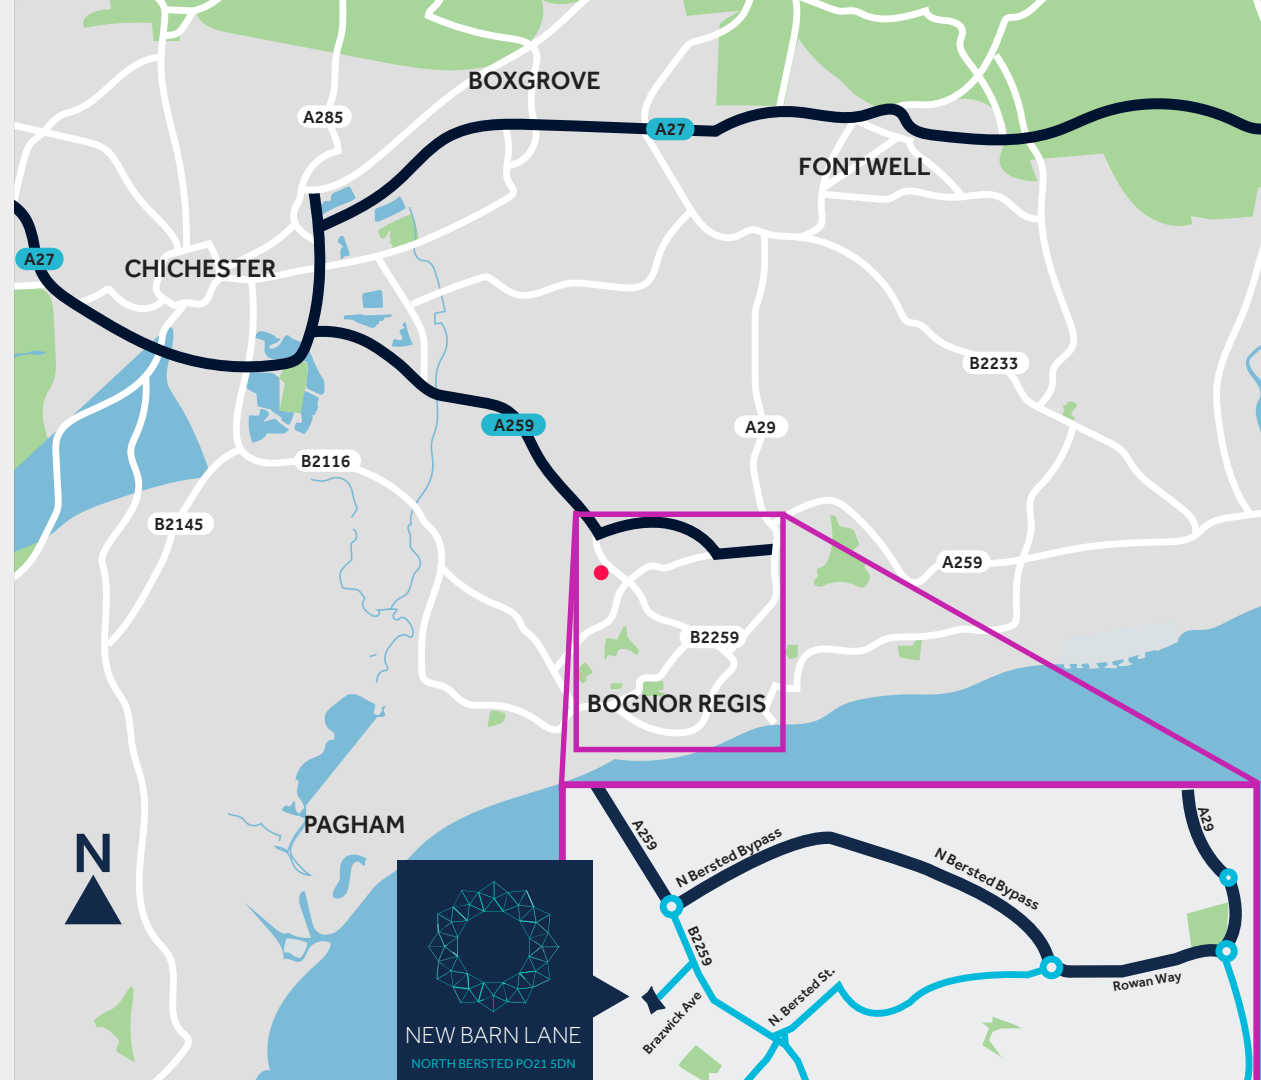 BOXGROVE
A285
A27
FONTWELL
A27
CHICHESTER
B2233
A259
A29
B2116
B2145
A259
B2259
BOGNOR REGIS
PAGHAM
N
A259
N Bersted Bypass
N Bersted Bypass
A29
B2259
N. Bersted St.
Rowan Way
Brazwick Ave
NEW BARN LANE
NORTH BERSTED PO21 5DN